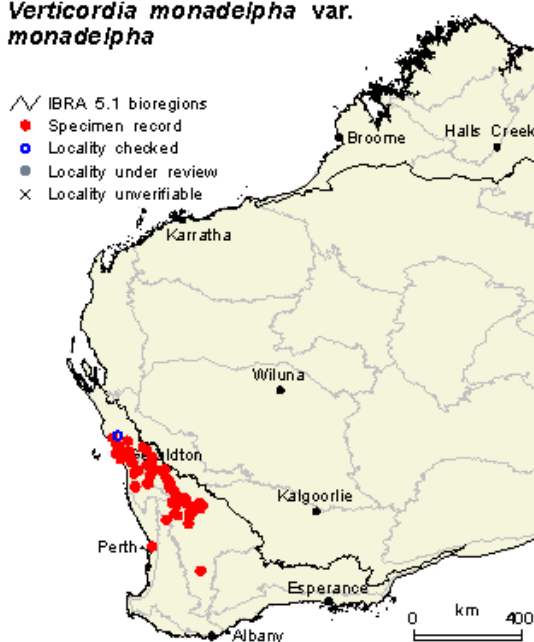 Verticordia monadelpha var.
monadelpha
IBRA 5.1 bioregions
Specimen record
Locality checked
Locality under review
Locality unverifiable
Broome
Halls Creek
Karratha
Wiluna
Geraldton
Kalgoorlie
Perth
Esperance
Albany
0 km 400